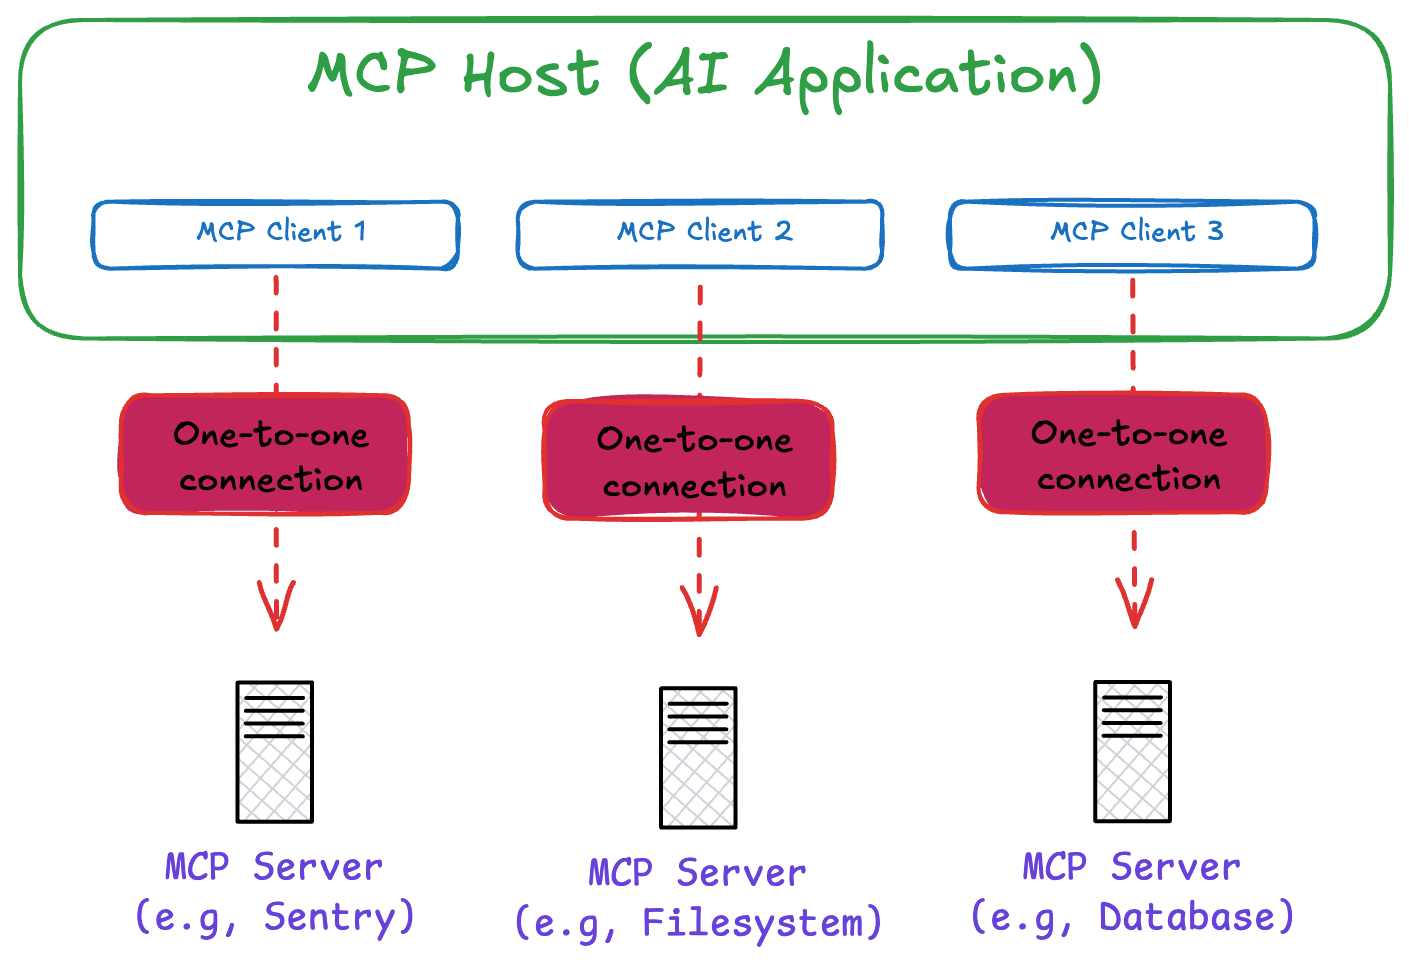 MCP Host (AI Application)
MCP Client 1
MCP Client 2
MCP Client 3
One-to-one
connection
One-to-one
connection
One-to-one
connection
MCP Server
(e.g, Sentry)
MCP Server
(e.g, Filesystem)
MCP Server
(e.g, Database)